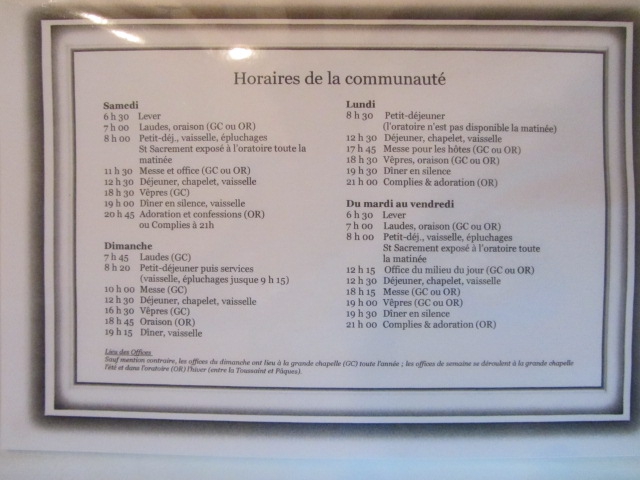 Horaires de la communauté
Samedi
6 h 30 Lever
7 h 00 Laudes, oraison (GC ou OR)
8 h 00 Petit-déj., vaisselle, épluchages
St Sacrement exposé à l'oratoire toute la
matinée
11 h 30 Messe et office (GC ou OR)
12 h 30 Déjeuner, chapelet, vaisselle
18 h 30 Vêpres (GC)
19 h 00 Dîner en silence, vaisselle
20 h 45 Adoration et confessions (OR)
ou Complies à 21h
Dimanche
7 h 45 Laudes (GC)
8 h 20 Petit-déjeuner puis services
(vaisselle, épluchages jusque 9 h 15)
10 h 00 Messe (GC)
12 h 30 Déjeuner, chapelet, vaisselle
16 h 30 Vêpres (GC)
18 h 45 Oraison (OR)
19 h 15 Dîner, vaisselle
Lundi
8 h 30 Petit-déjeuner
(l'oratoire n'est pas disponible la matinée)
12 h 30 Déjeuner, chapelet, vaisselle
17 h 45 Messe pour les hôtes (GC ou OR)
18 h 30 Vêpres, oraison (GC ou OR)
19 h 30 Dîner en silence
21 h 00 Complies & adoration (OR)
Du mardi au vendredi
6 h 30 Lever
7 h 00 Laudes, oraison (GC ou OR)
8 h 00 Petit-déj., vaisselle, épluchages
St Sacrement exposé à l'oratoire toute
la matinée
12 h 15 Office du milieu du jour (GC ou OR)
12 h 30 Déjeuner, chapelet, vaisselle
18 h 15 Messe (GC ou OR)
19 h 00 Vêpres (GC ou OR)
19 h 30 Dîner en silence
21 h 00 Complies & adoration (OR)
Lieu des Offices
Sauf mention contraire, les offices du dimanche ont lieu à la grande chapelle (GC) toute l'année ; les offices de semaine se déroulent à la grande chapelle
l'été et dans l'oratoire (OR) l'hiver (entre la Toussaint et Pâques).